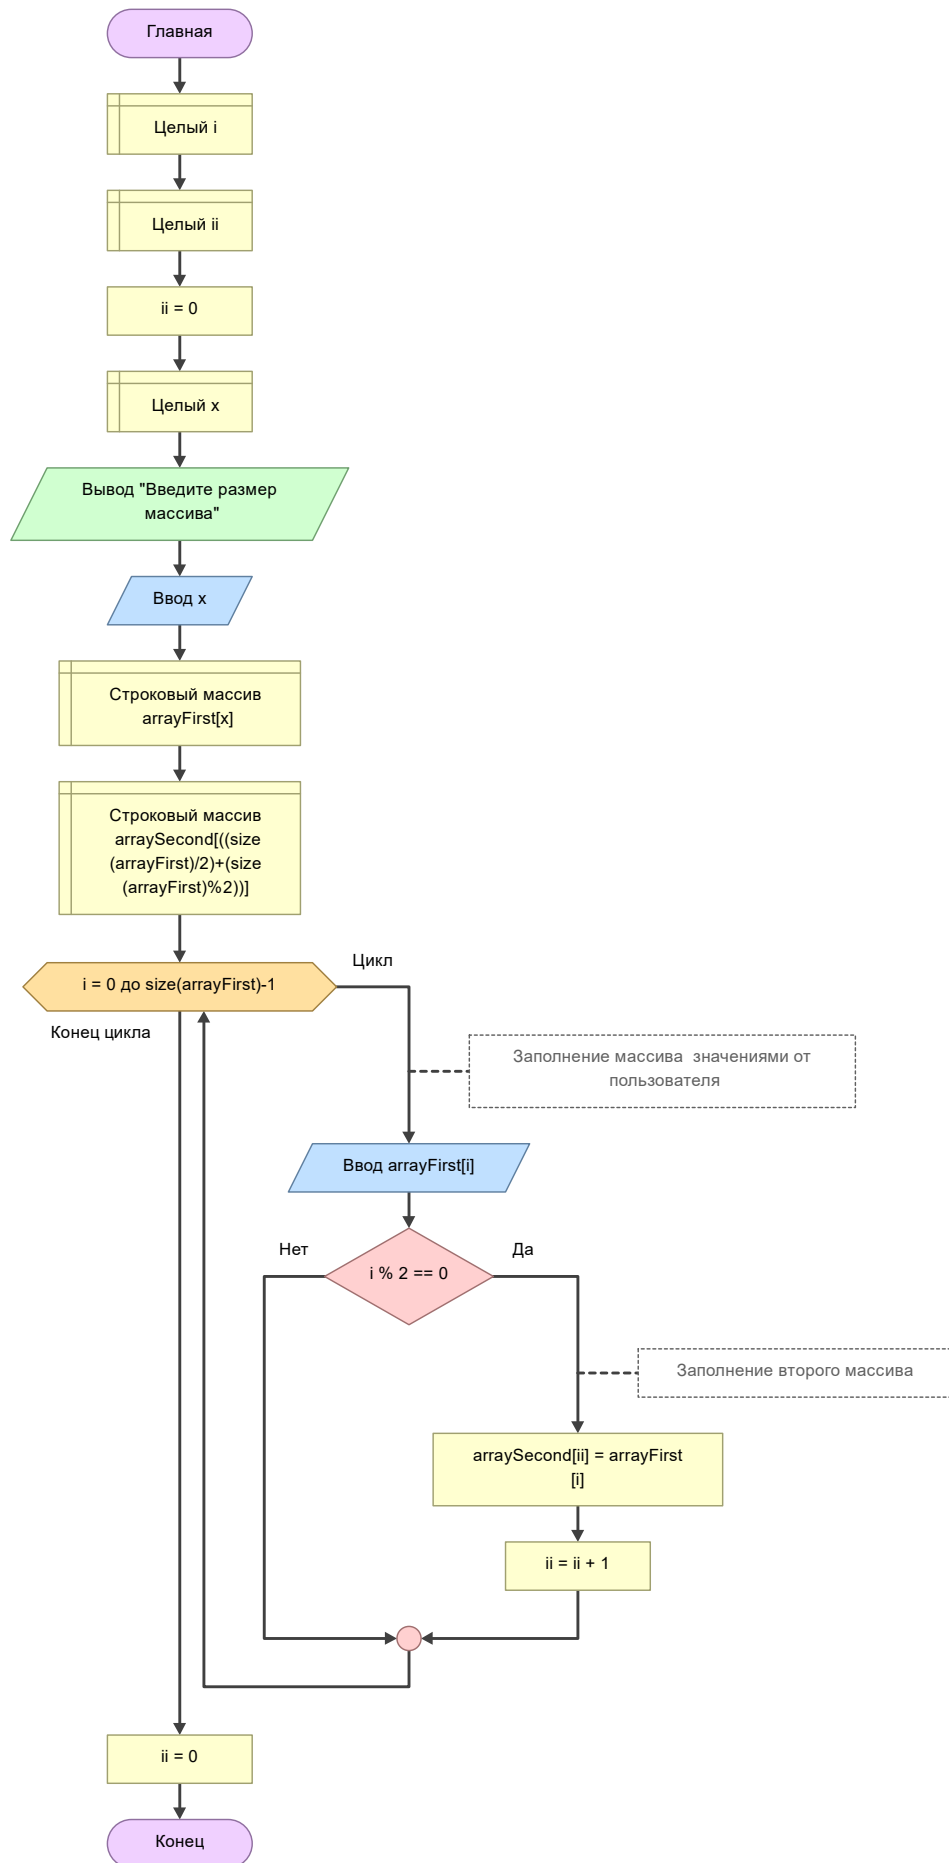 Главная
Целый i
Целый ii
ii = 0
Целый x
Вывод "Введите размер
массива"
Ввод x
Строковый массив
arrayFirst[x]
Строковый массив
arraySecond[((size
(arrayFirst)/2)+(size
(arrayFirst)%2))]
Цикл
i = 0 до size(arrayFirst)-1
Конец цикла
Заполнение массива  значениями от
пользователя
Ввод arrayFirst[i]
Нет
Да
i % 2 == 0
Заполнение второго массива
arraySecond[ii] = arrayFirst
[i]
ii = ii + 1
ii = 0
Конец